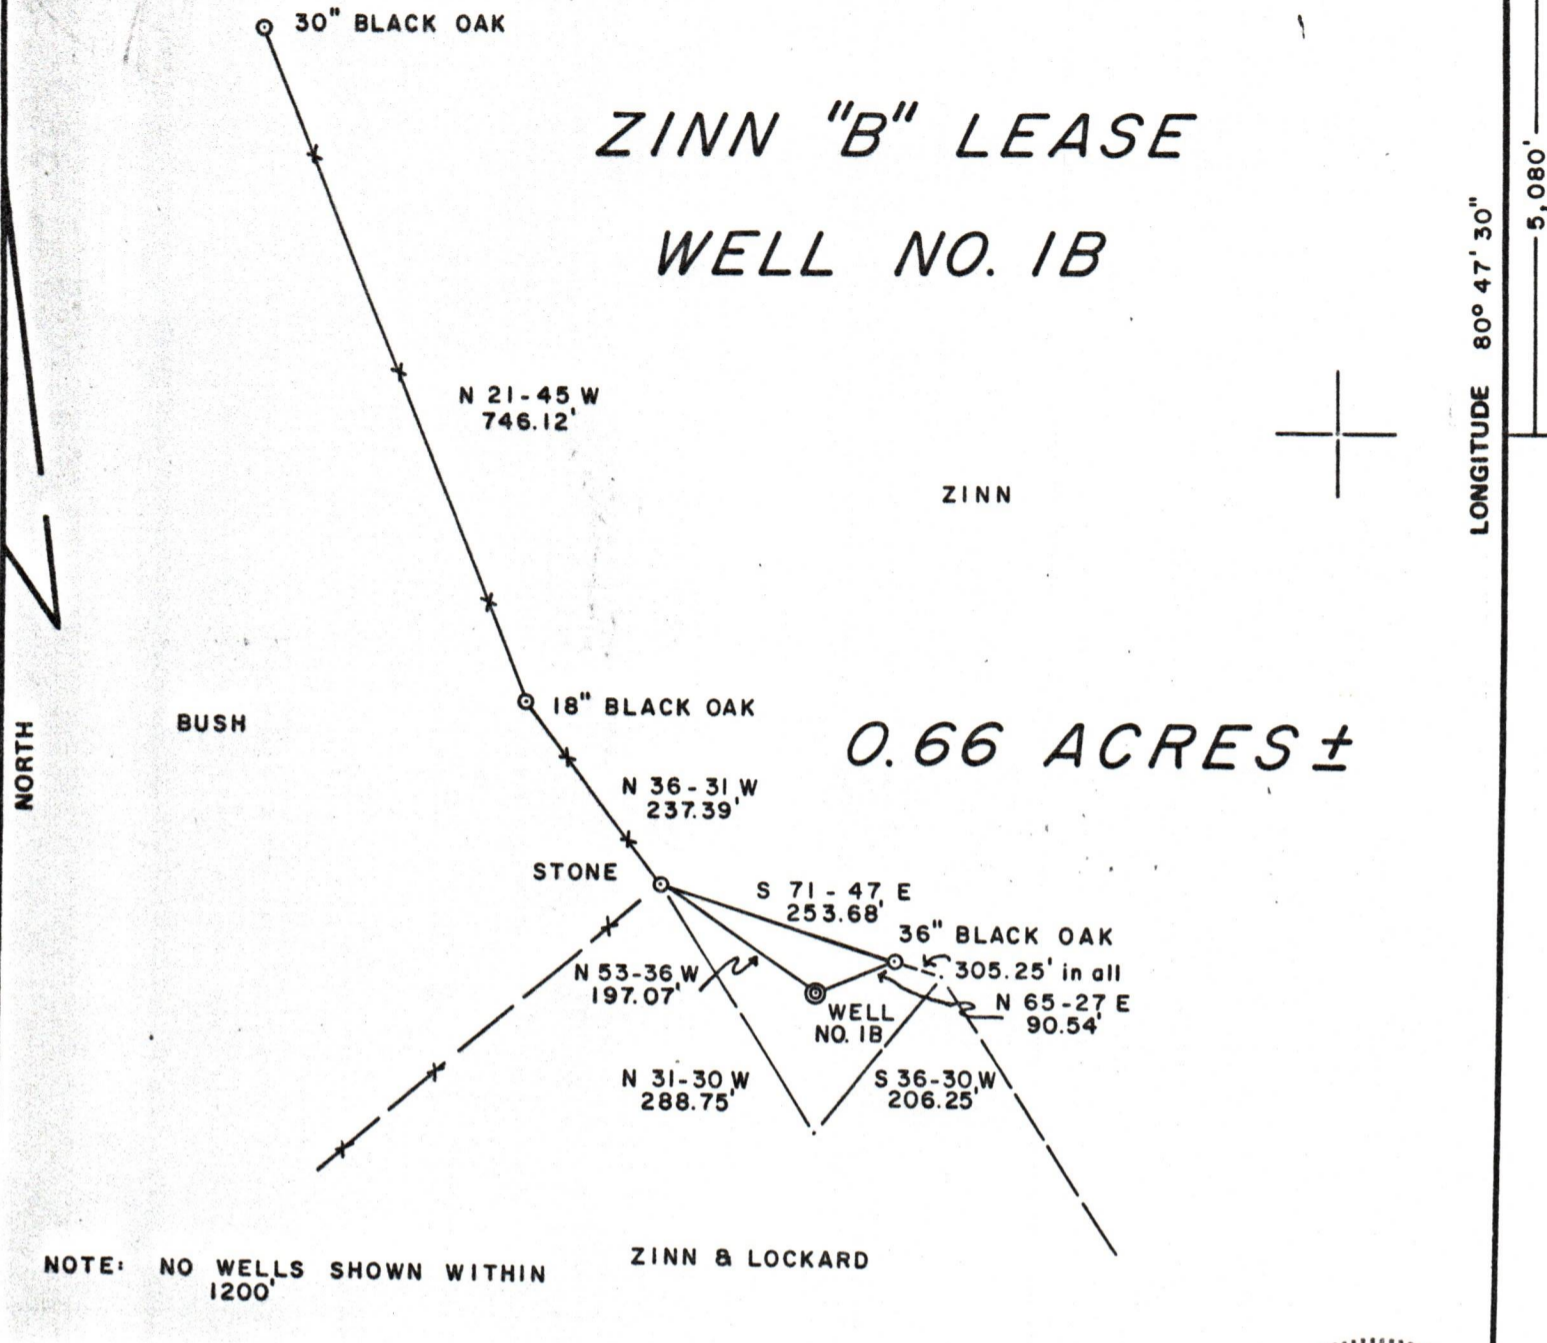 30" BLACK OAK
ZINN "B" LEASE
WELL NO. 1B
5,080'
LONGITUDE 80° 47' 30"
N 21-45 W
746.12'
ZINN
18" BLACK OAK
BUSH
NORTH
0.66 ACRES ±
N 36-31 W
237.39'
STONE
S 71-47 E
253.68'
36" BLACK OAK
305.25' in all
N 53-36 W
197.07'
N 65-27 E
90.54'
WELL
NO. 1B
N 31-30 W
288.75'
S 36-30 W
206.25'
ZINN & LOCKARD
NOTE: NO WELLS SHOWN WITHIN
1200'